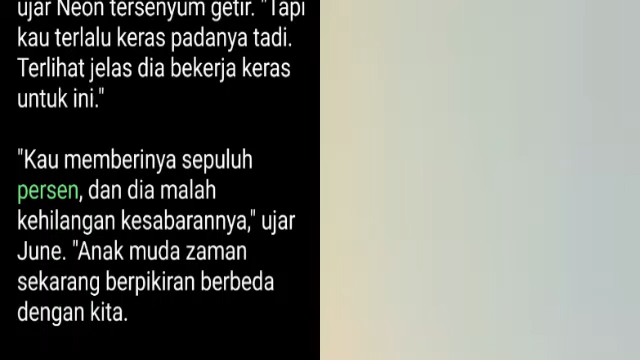 ujar Neon tersenyum getir. "Tapi
kau terlalu keras padanya tadi.
Terlihat jelas dia bekerja keras
untuk ini."
"Kau memberinya sepuluh
persen, dan dia malah
kehilangan kesabarannya," ujar
June. "Anak muda zaman
sekarang berpikiran berbeda
dengan kita.